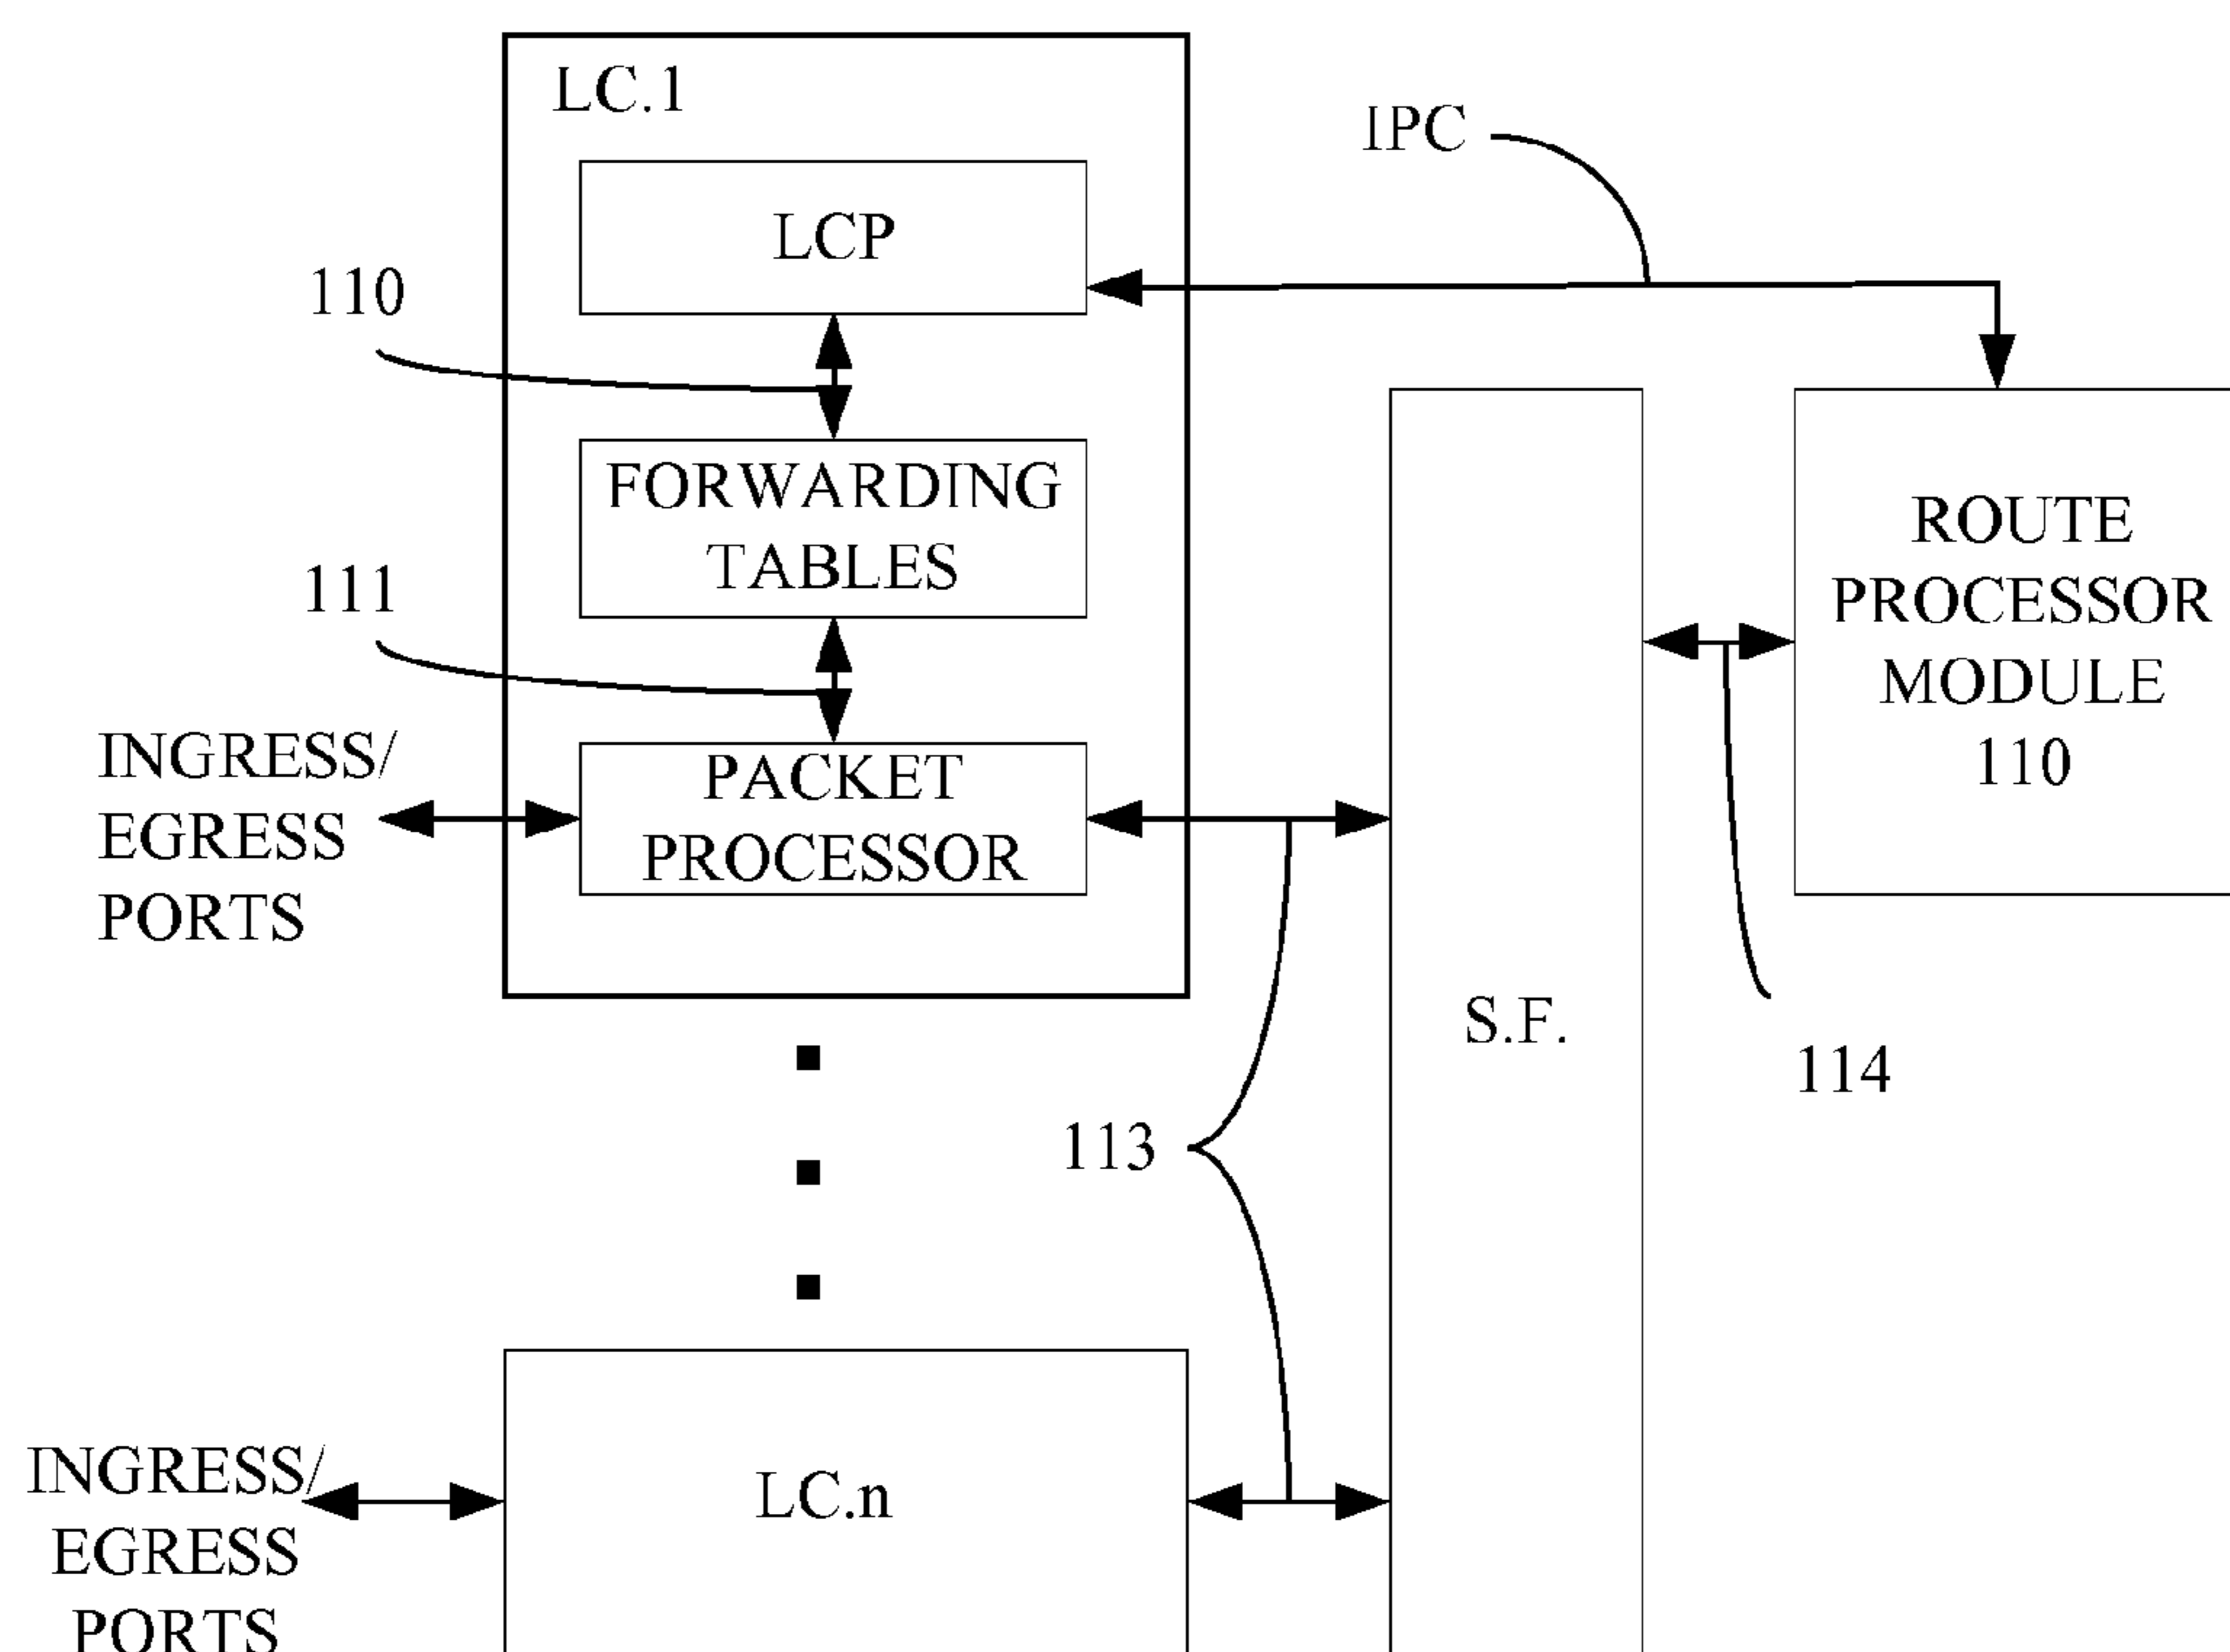 LC.1
IPC
LCP
110
FORWARDING
TABLES
111
ROUTE
PROCESSOR
MODULE
110
INGRESS/
EGRESS
PORTS
PACKET
PROCESSOR
S.F.
114
113
INGRESS/
EGRESS
PORTS
LC.n